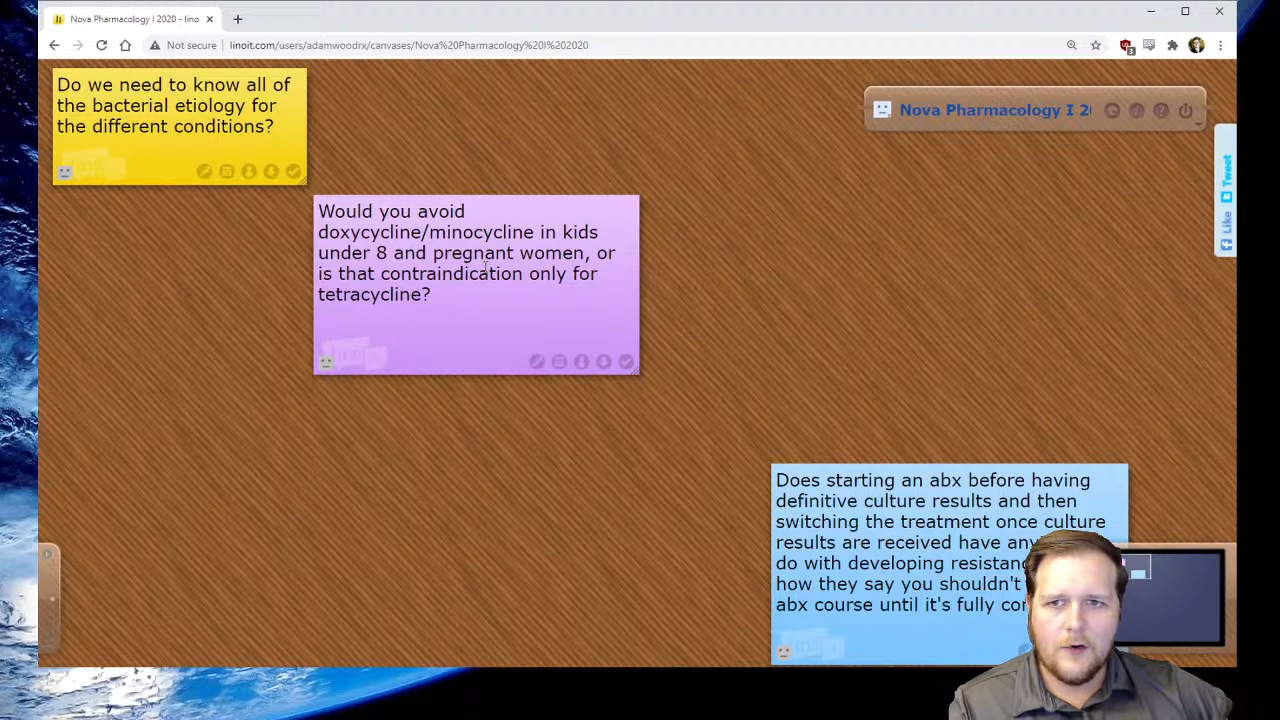 Nova Pharmacology I 2020 - lino
Not secure
linoit.com/users/adamwoodrx/canvases/Nova%20Pharmacology%20I%202020
3
Do we need to know all of
the bacterial etiology for
the different conditions?
Nova Pharmacology I 2
Tweet
Like
Would you avoid
doxycycline/minocycline in kids
under 8 and pregnant women, or
is that contraindication only for
tetracycline?
Does starting an abx before having
definitive culture results and then
switching the treatment once culture
results are received have any
do with developing
how they say you shouldn't
abx course until it's fully